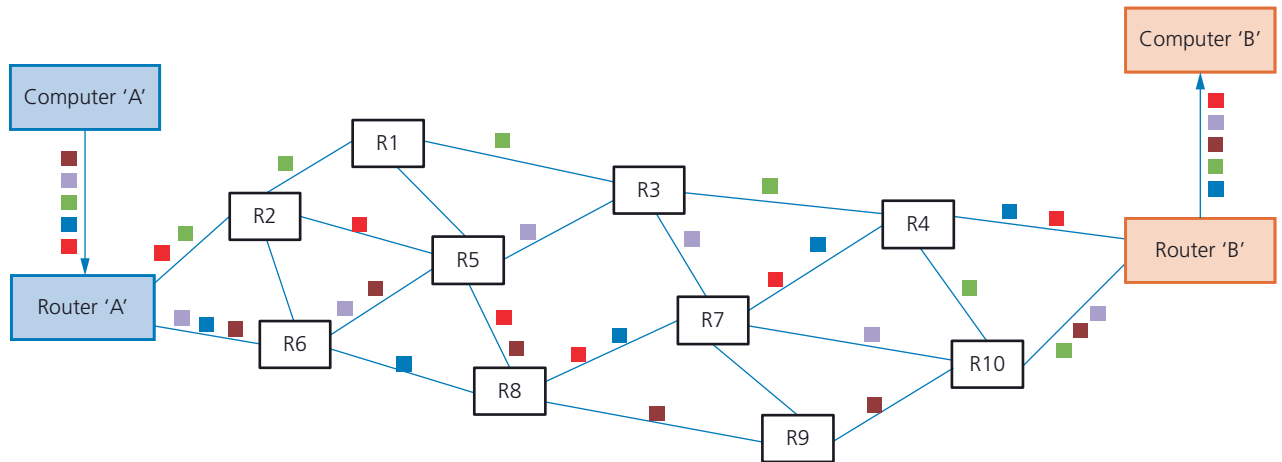 Computer ‘A’
Router ‘A’
R1
R2
R3
R4
R5
R6
R7
R8
R9
R10
Computer ‘B’
Router ‘B’